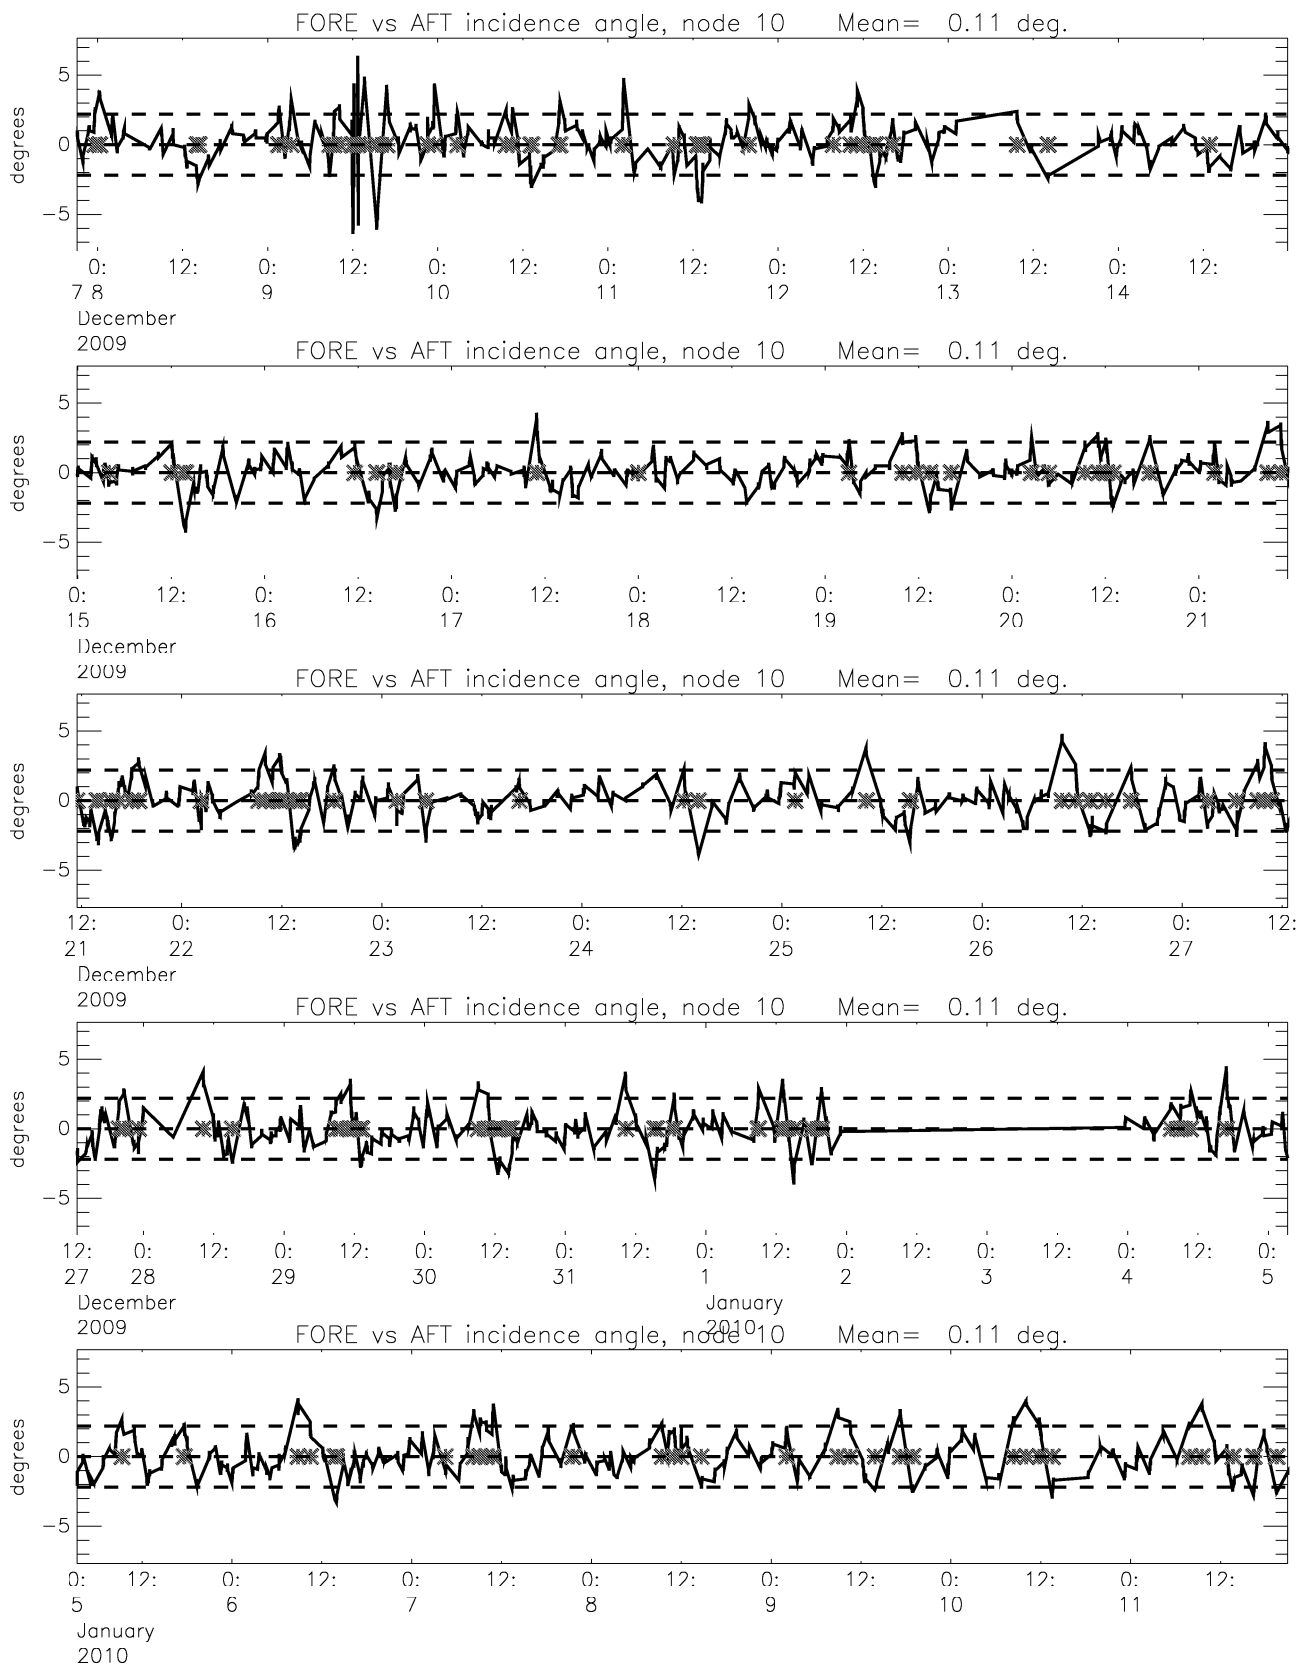 FORE vs AFT incidence angle, node 10 Mean= 0.11 deg.
degrees
5
0
-5
0: 12: 0: 12: 0: 12: 0: 12: 0: 12: 0: 12: 0: 12:
7 8 9 10 11 12 13 14
December
2009
FORE vs AFT incidence angle, node 10 Mean= 0.11 deg.
degrees
5
0
-5
0: 12: 0: 12: 0: 12: 0: 12: 0: 12: 0: 12: 0:
15 16 17 18 19 20 21
December
2009
FORE vs AFT incidence angle, node 10 Mean= 0.11 deg.
degrees
5
0
-5
12: 0: 12: 0: 12: 0: 12: 0: 12: 0: 12: 0: 12:
21 22 23 24 25 26 27
December
2009
FORE vs AFT incidence angle, node 10 Mean= 0.11 deg.
degrees
5
0
-5
12: 0: 12: 0: 12: 0: 12: 0: 12: 0: 12: 0: 12: 0: 12: 0: 12: 0:
27 28 29 30 31 1 2 3 4 5
December January
2009 2010
FORE vs AFT incidence angle, node 10 Mean= 0.11 deg.
degrees
5
0
-5
0: 12: 0: 12: 0: 12: 0: 12: 0: 12: 0: 12: 0: 12:
5 6 7 8 9 10 11
January
2010